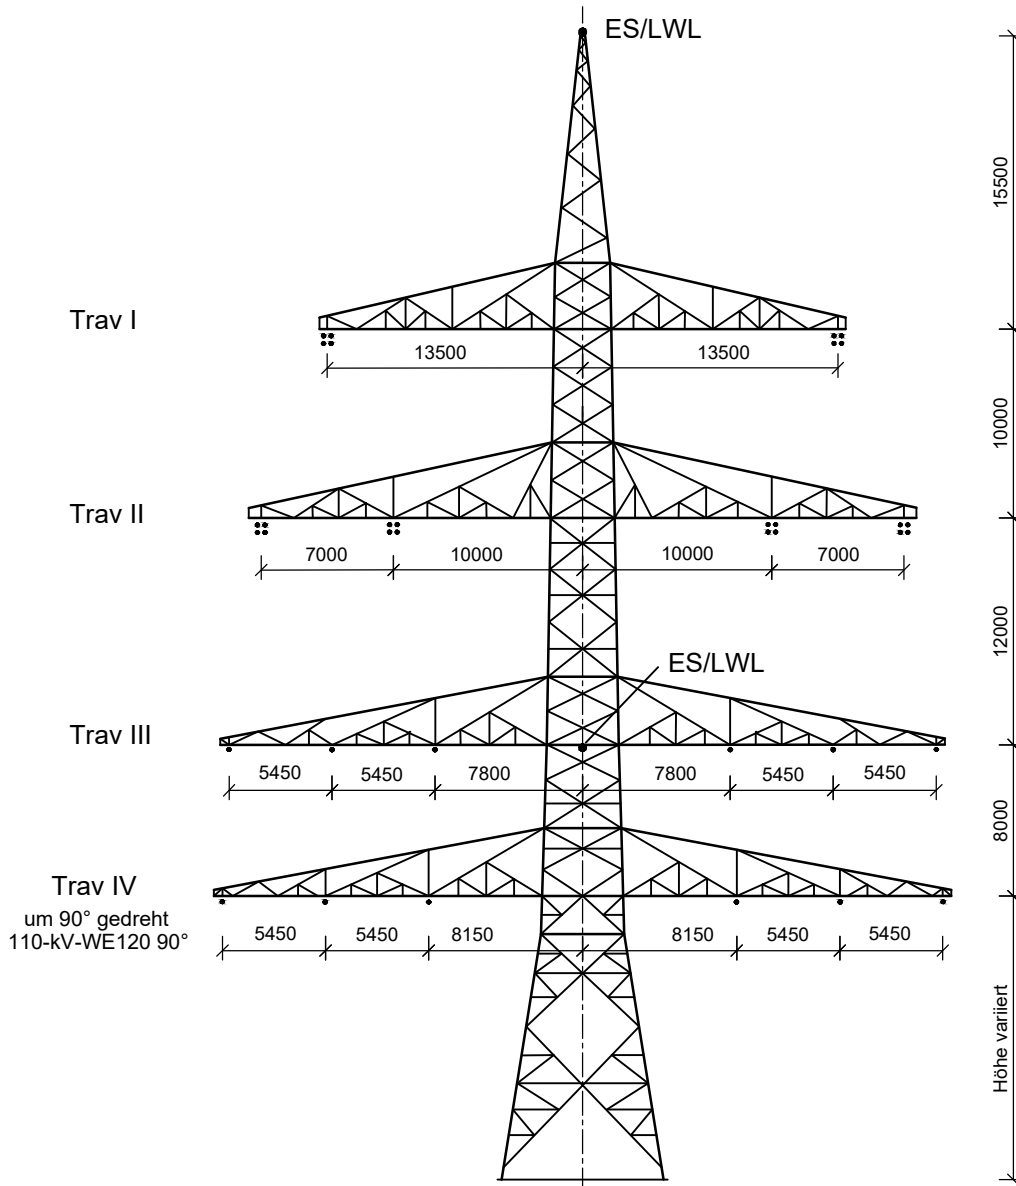 ES/LWL
15500
Trav I
13500 13500
10000
Trav II
7000 10000 10000 7000
12000
ES/LWL
Trav III
5450 5450 7800 7800 5450 5450
8000
Trav IV
um 90° gedreht
110-kV-WE120 90°
5450 5450 8150 8150 5450 5450
Höhe variiert